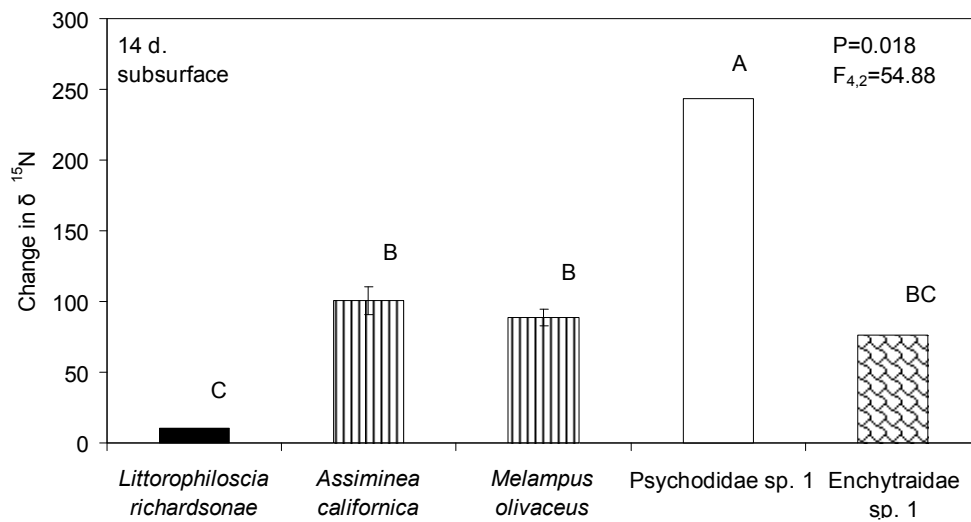 300
250
200
150
100
50
0
Change in δ ¹⁵N
14 d.
subsurface
P=0.018
F₄,₂=54.88
C
B
B
A
BC
Littorophiloscia
richardsonae
Assiminea
californica
Melampus
olivaceus
Psychodidae sp. 1
Enchytraidae
sp. 1